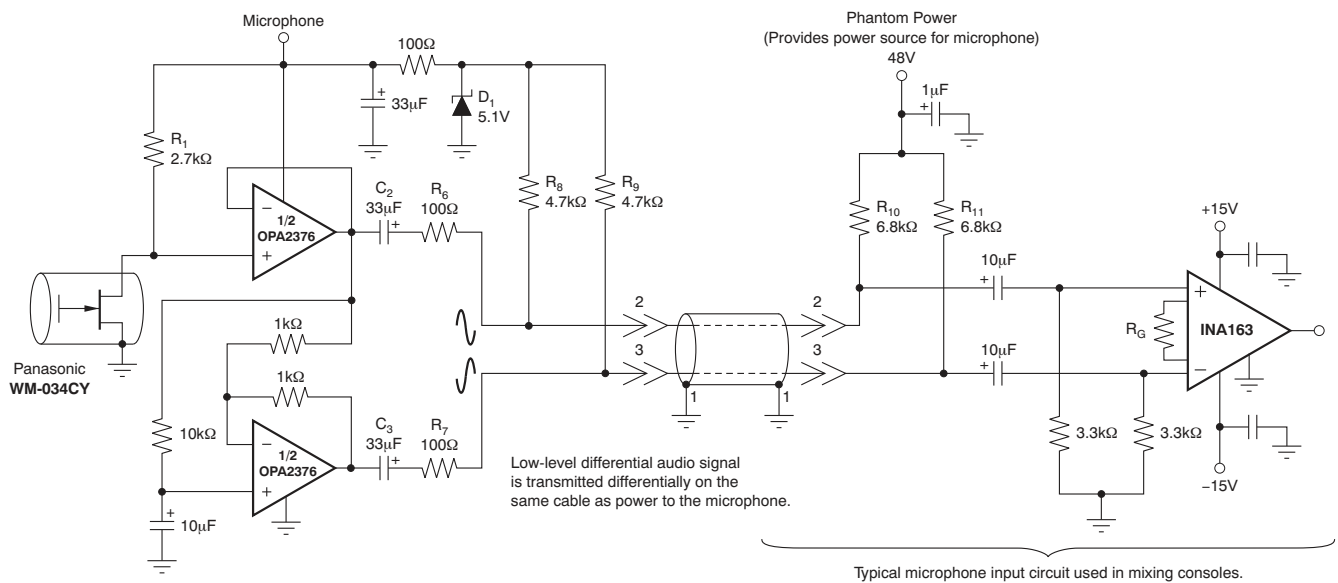 Microphone
100Ω
+
33μF
D1
5.1V
R1
2.7kΩ
−
1/2
OPA2376
+
C2
33μF
+
R6
100Ω
R8
4.7kΩ
R9
4.7kΩ
Panasonic
WM-034CY
1kΩ
1kΩ
10kΩ
−
1/2
OPA2376
+
+
10μF
C3
33μF
+
R7
100Ω
2
3
1
1
2
3
Low-level differential audio signal
is transmitted differentially on the
same cable as power to the microphone.
Phantom Power
(Provides power source for microphone)
48V
1μF
+
R10
6.8kΩ
R11
6.8kΩ
10μF
+
10μF
+
+15V
+
RG
INA163
−
3.3kΩ
3.3kΩ
−15V
Typical microphone input circuit used in mixing consoles.